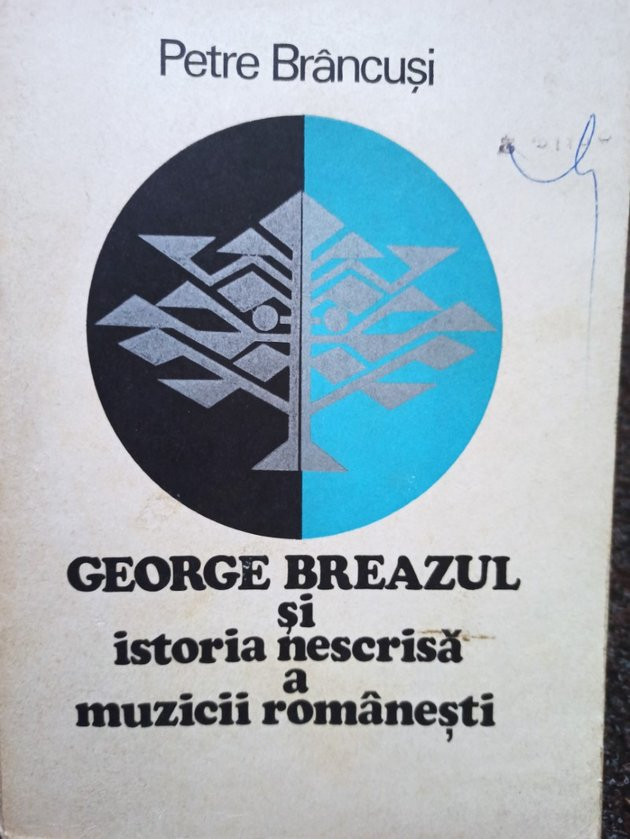 Petre Brâncuși
GEORGE BREAZUL
și
istoria nescrisă
a
muzicii românești